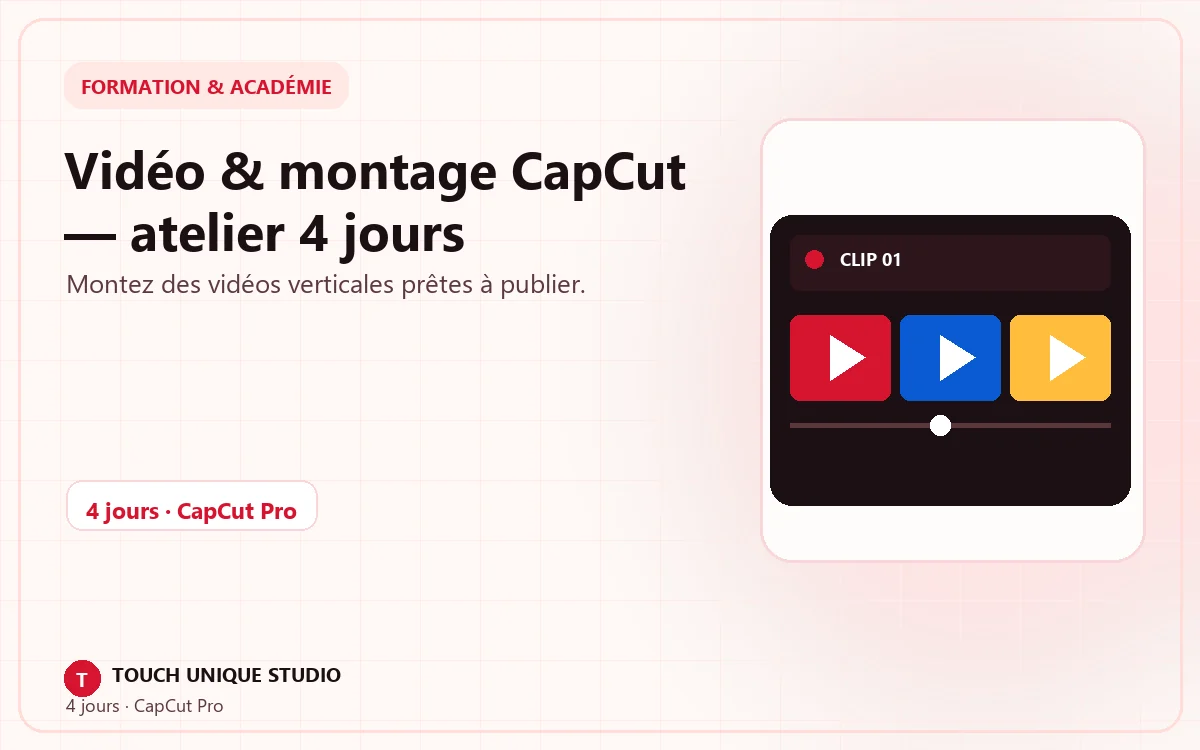 FORMATION & ACADÉMIE
Vidéo & montage CapCut
— atelier 4 jours
Montez des vidéos verticales prêtes à publier.
CLIP 01
4 jours · CapCut Pro
T
TOUCH UNIQUE STUDIO
4 jours · CapCut Pro